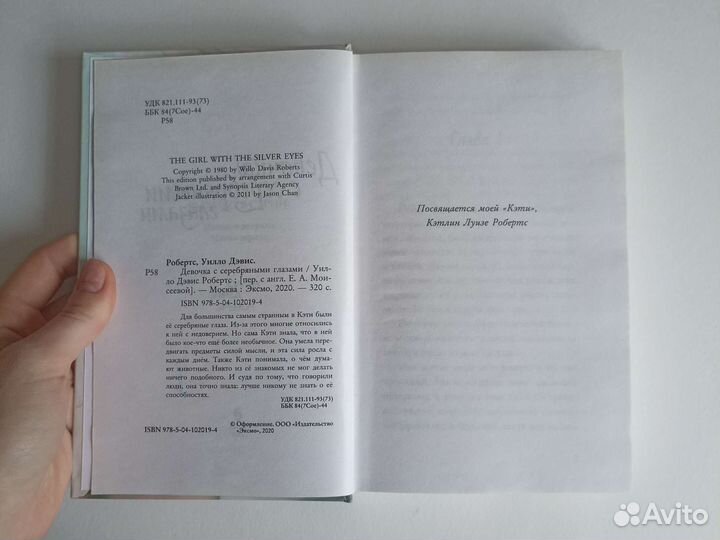 УДК 821.111-93(73)
ББК 84(7Сое)-44
Р58
THE GIRL WITH THE SILVER EYES
Copyright © 1980 by Willo Davis Roberts
This edition published by arrangement with Curtis
Brown Ltd. and Synopsis Literary Agency
Jacket illustration © 2011 by Jason Chan
Робертс, Уилло Дэвис.
Р58 Девочка с серебряными глазами / Уил-
ло Дэвис Робертс ; [пер. с англ. Е. А. Мои-
сеевой]. — Москва : Эксмо, 2020. — 320 с.
ISBN 978-5-04-102019-4
Для большинства самым странным в Кэти были
её серебряные глаза. Из-за этого многие относились
к ней с недоверием. Но сама Кэти знала, что в ней
было кое-что ещё более необычное. Она умела пере-
двигать предметы силой мысли, и эта сила росла с
каждым днём. Также Кэти понимала, о чём дума-
ют животные. Никто из её знакомых не мог делать
ничего подобного. И судя по тому, что говорили
люди, она точно знала: лучше никому не знать о её
способностях.
УДК 821.111-93(73)
ББК 84(7Сое)-44
© Оформление. ООО «Издательство
ISBN 978-5-04-102019-4 «Эксмо», 2020
Посвящается моей «Кэти»,
Кэтлин Луизе Робертс
Avito